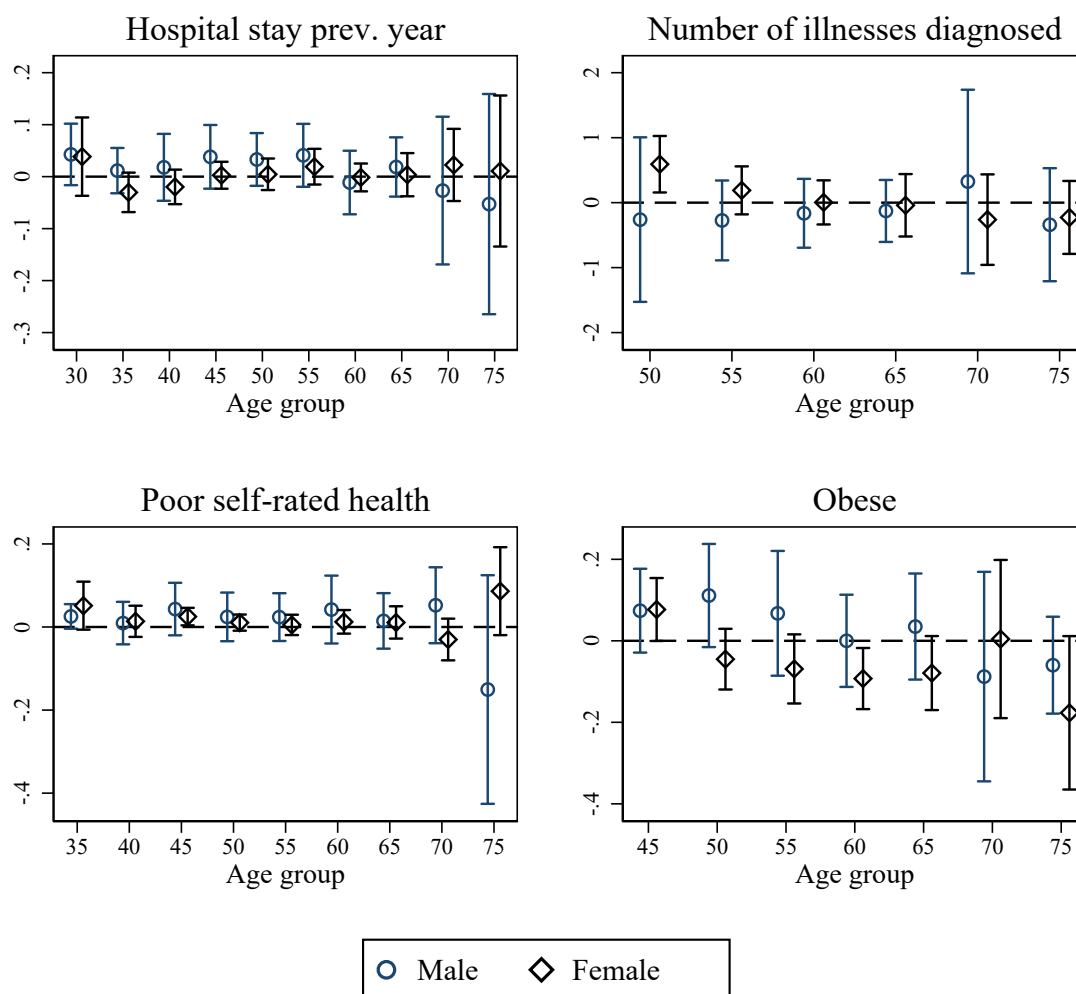 Hospital stay prev. year
.2
.1
0
-.1
-.2
-.3
30 35 40 45 50 55 60 65 70 75
Age group
Number of illnesses diagnosed
2
1
0
-1
-2
50 55 60 65 70 75
Age group
Poor self-rated health
.2
0
-.2
-.4
35 40 45 50 55 60 65 70 75
Age group
Obese
.2
0
-.2
-.4
45 50 55 60 65 70 75
Age group
Male Female